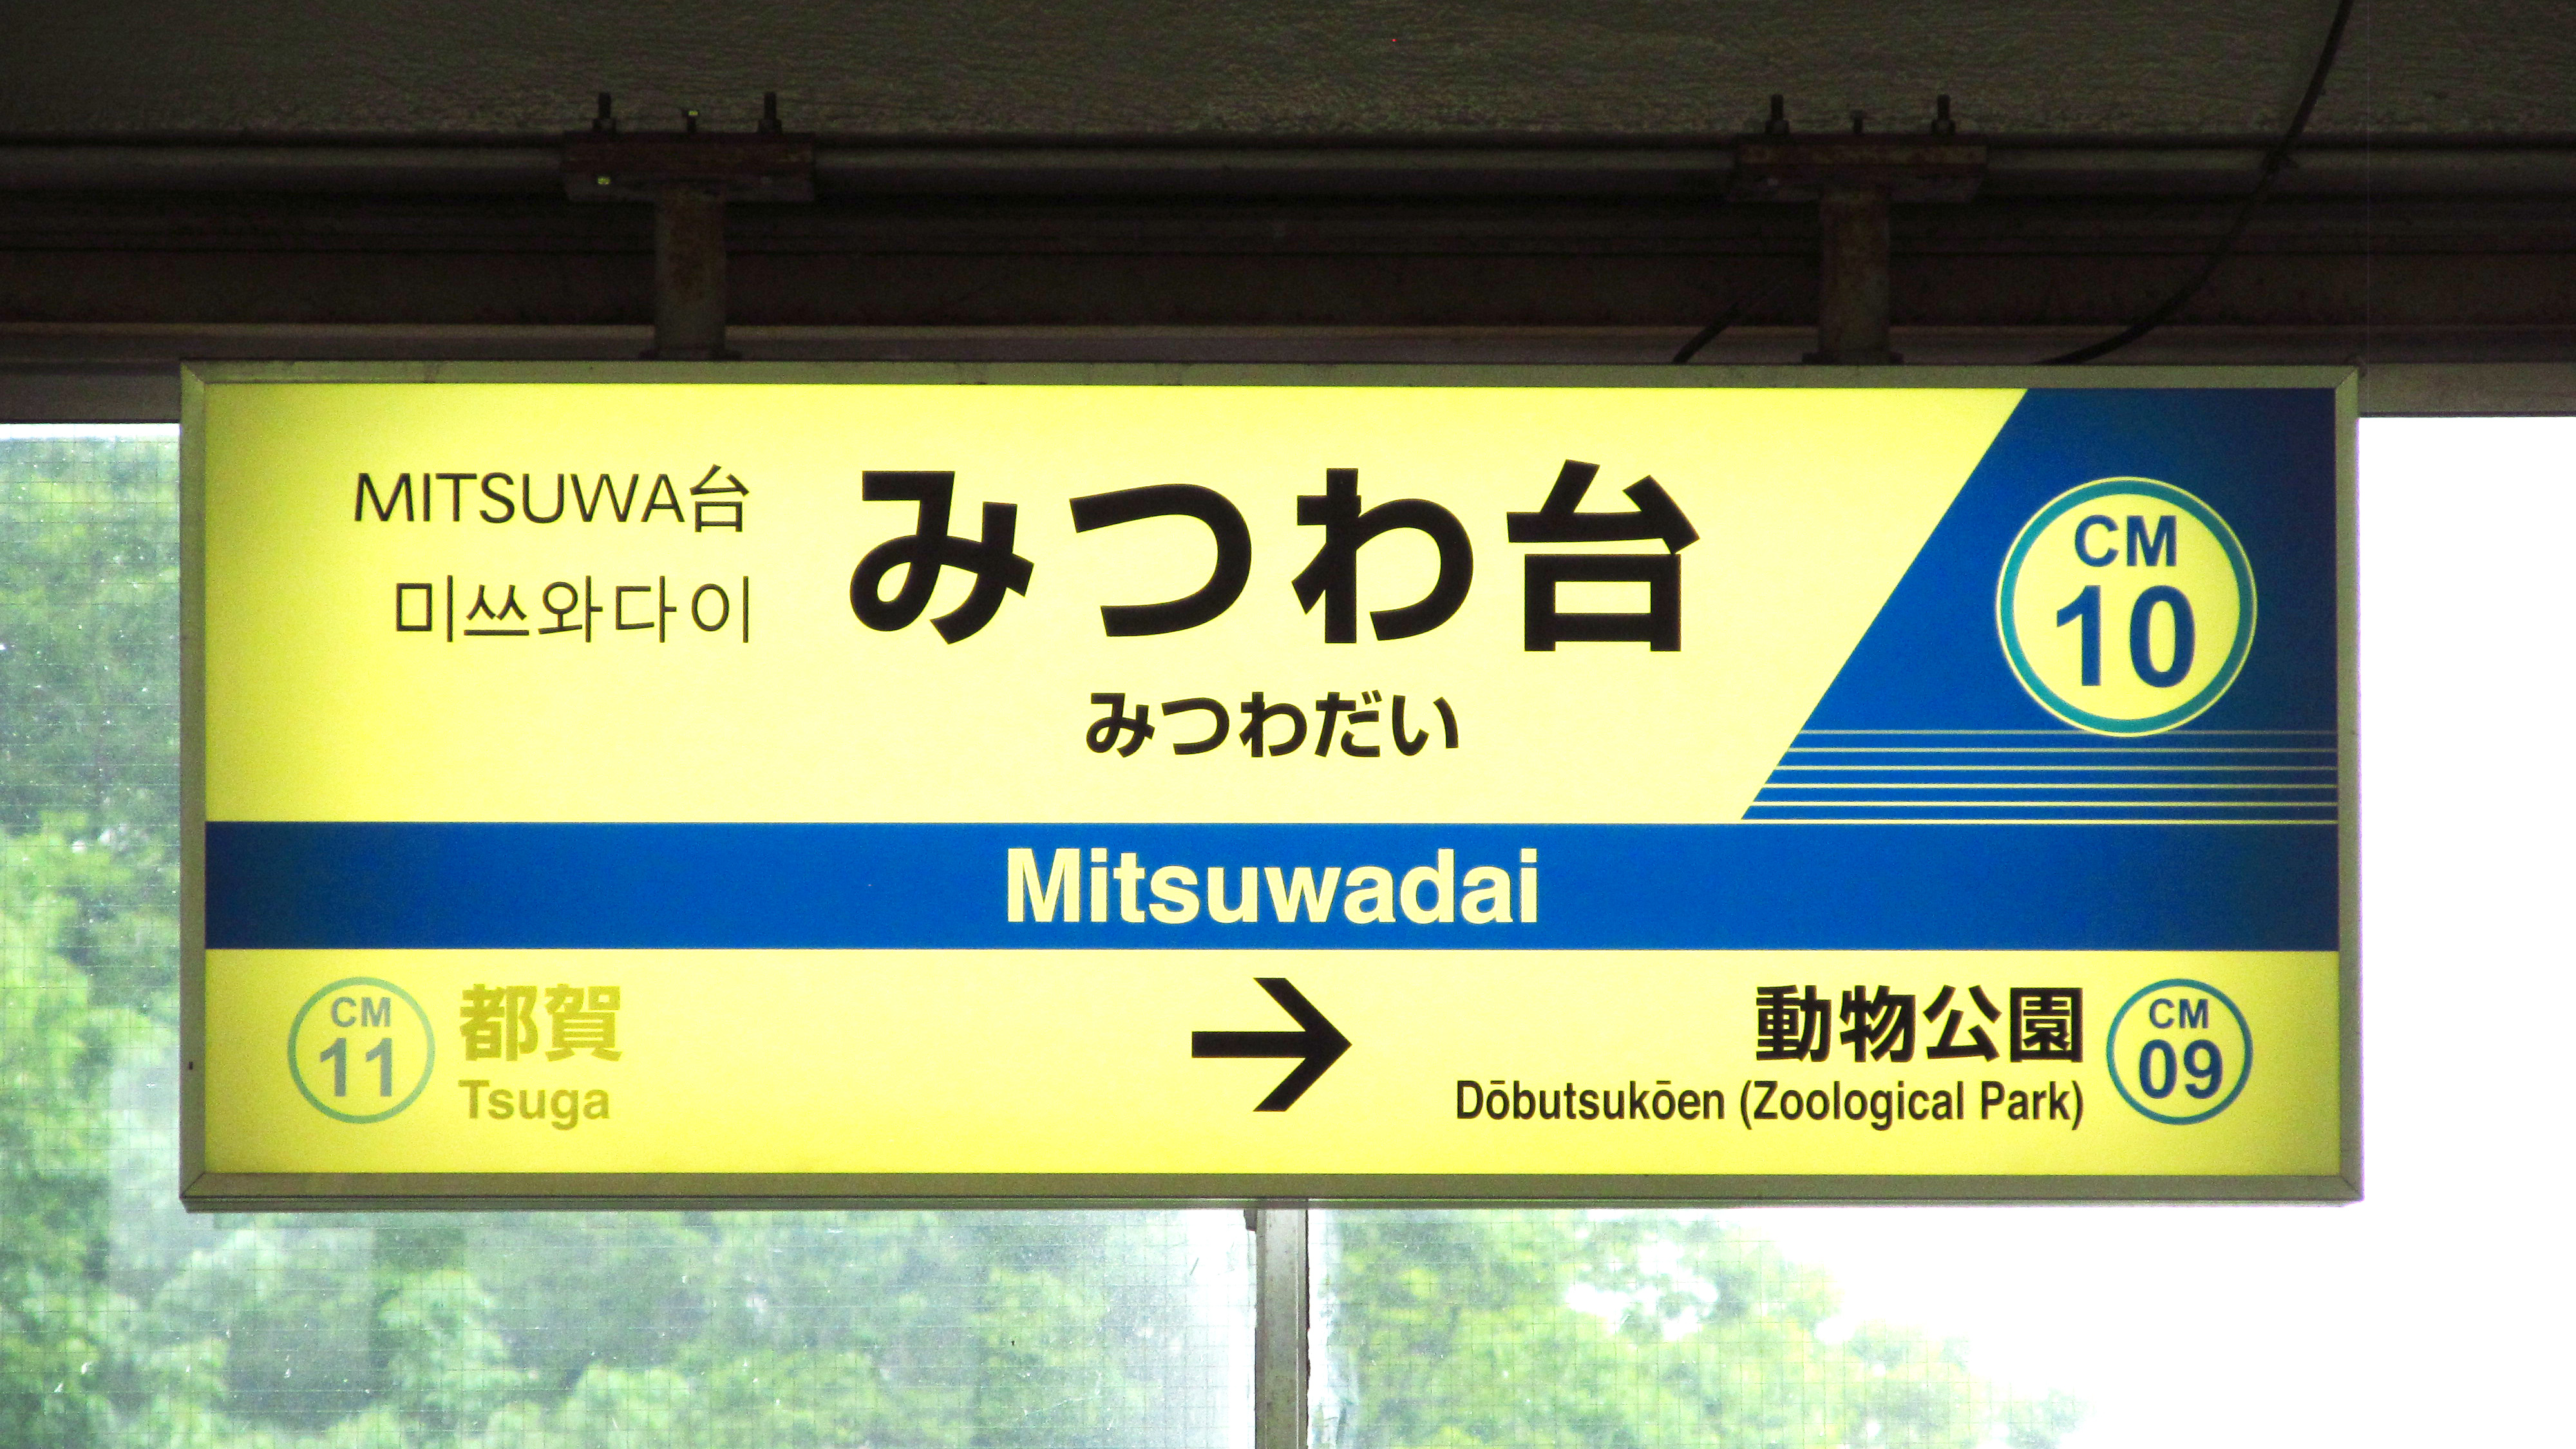 MITSUWA台
미쓰와다이
みつわ台
みつわだい
CM
10
Mitsuwadai
CM
11
都賀
Tsuga
→
動物公園
Dōbutsukōen (Zoological Park)
CM
09